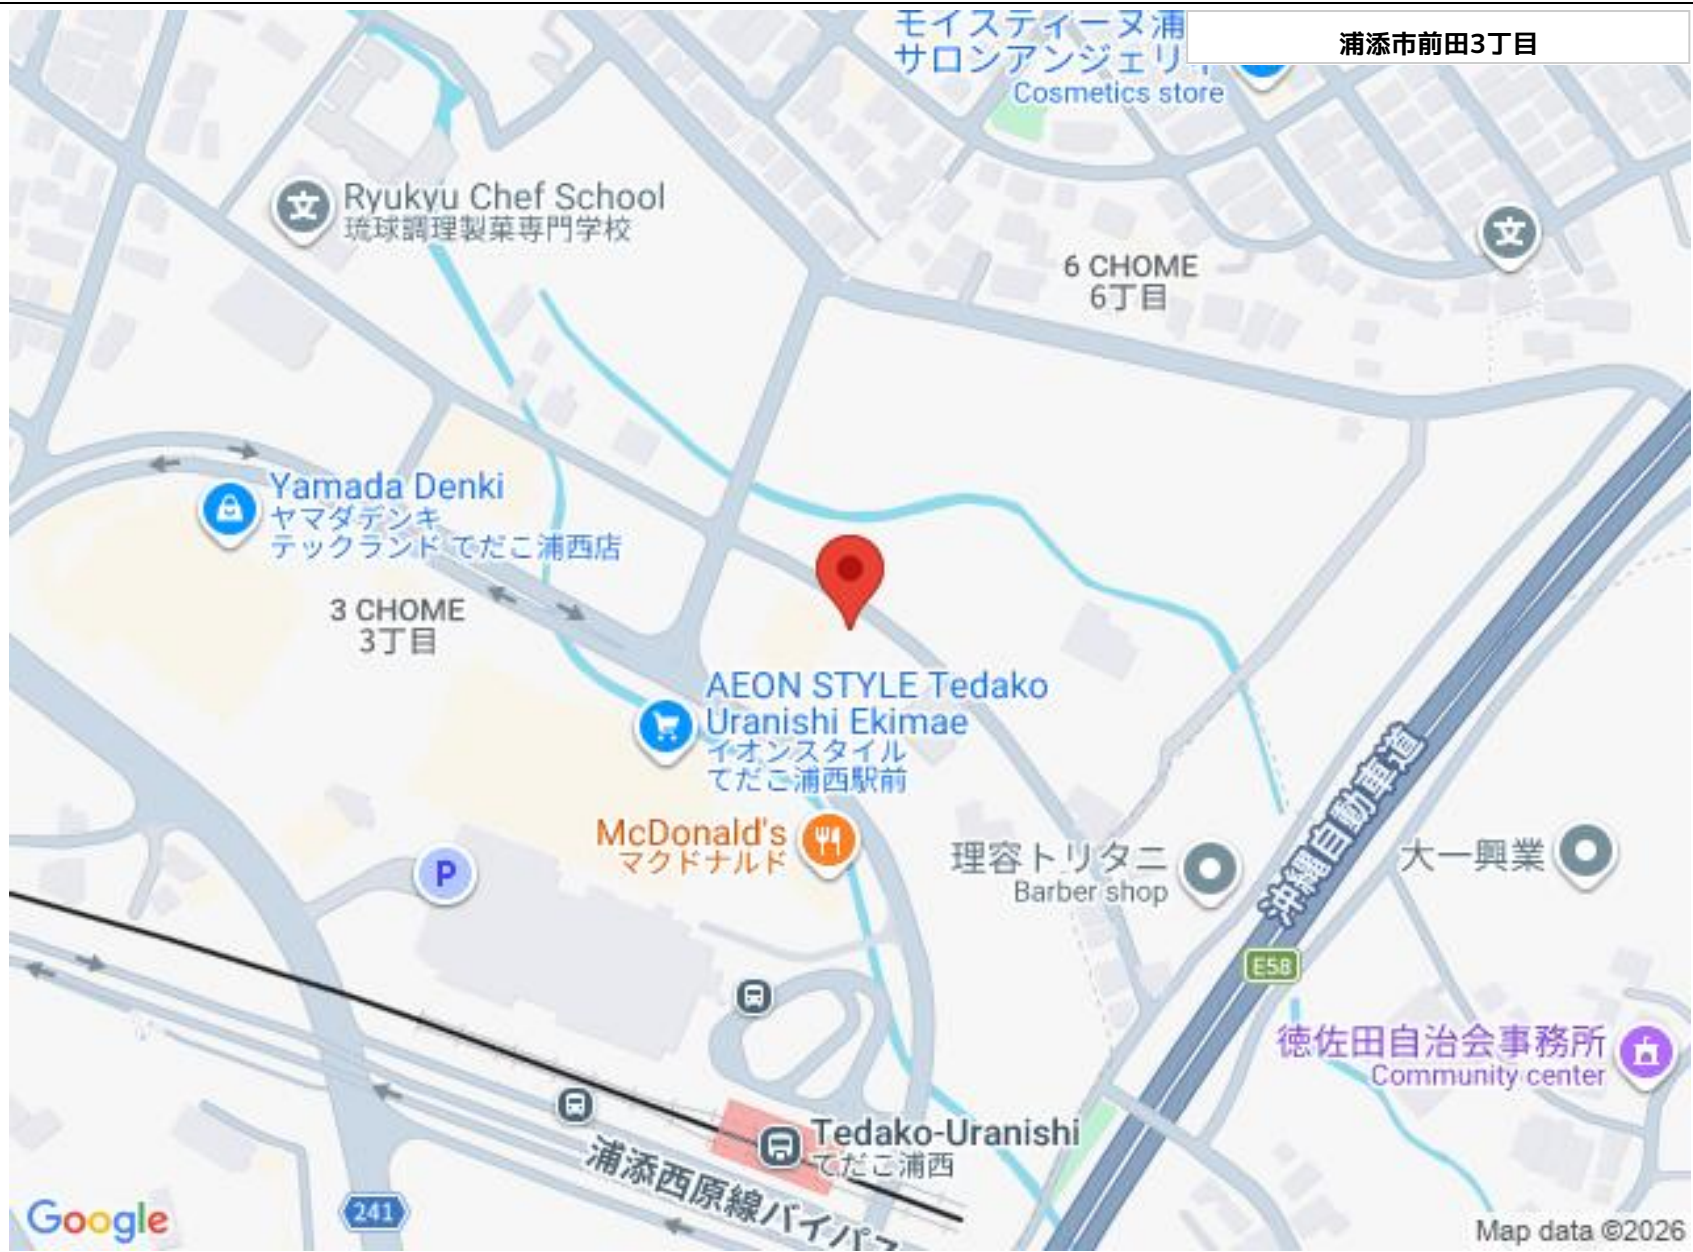 モイスティーヌ浦
サロンアンジェリ
Cosmetics store
浦添市前田3丁目
Ryukyu Chef School
琉球調理製菓専門学校
文
文
6 CHOME
6丁目
Yamada Denki
ヤマダデンキ
テックランド てだこ浦西店
3 CHOME
3丁目
AEON STYLE Tedako
Uranishi Ekimae
イオンスタイル
てだこ浦西駅前
McDonald's
マクドナルド
P
理容トリタニ
Barber shop
沖縄自動車道
大一興業
E58
徳佐田自治会事務所
Community center
Tedako-Uranishi
てだこ浦西
浦添西原線バイパス
241
Google
Map data ©2026